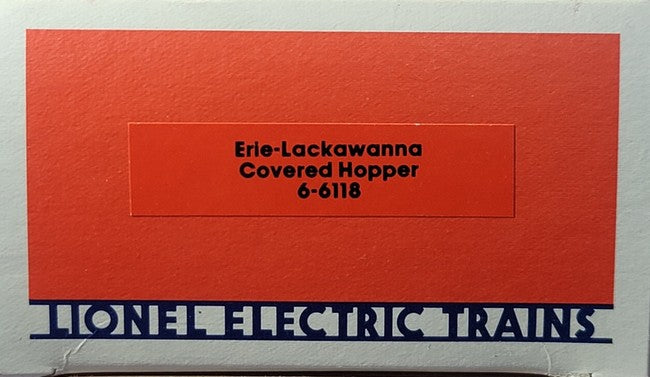 Erie-Lackawanna
Covered Hopper
6-6118
LIONEL ELECTRIC TRAINS